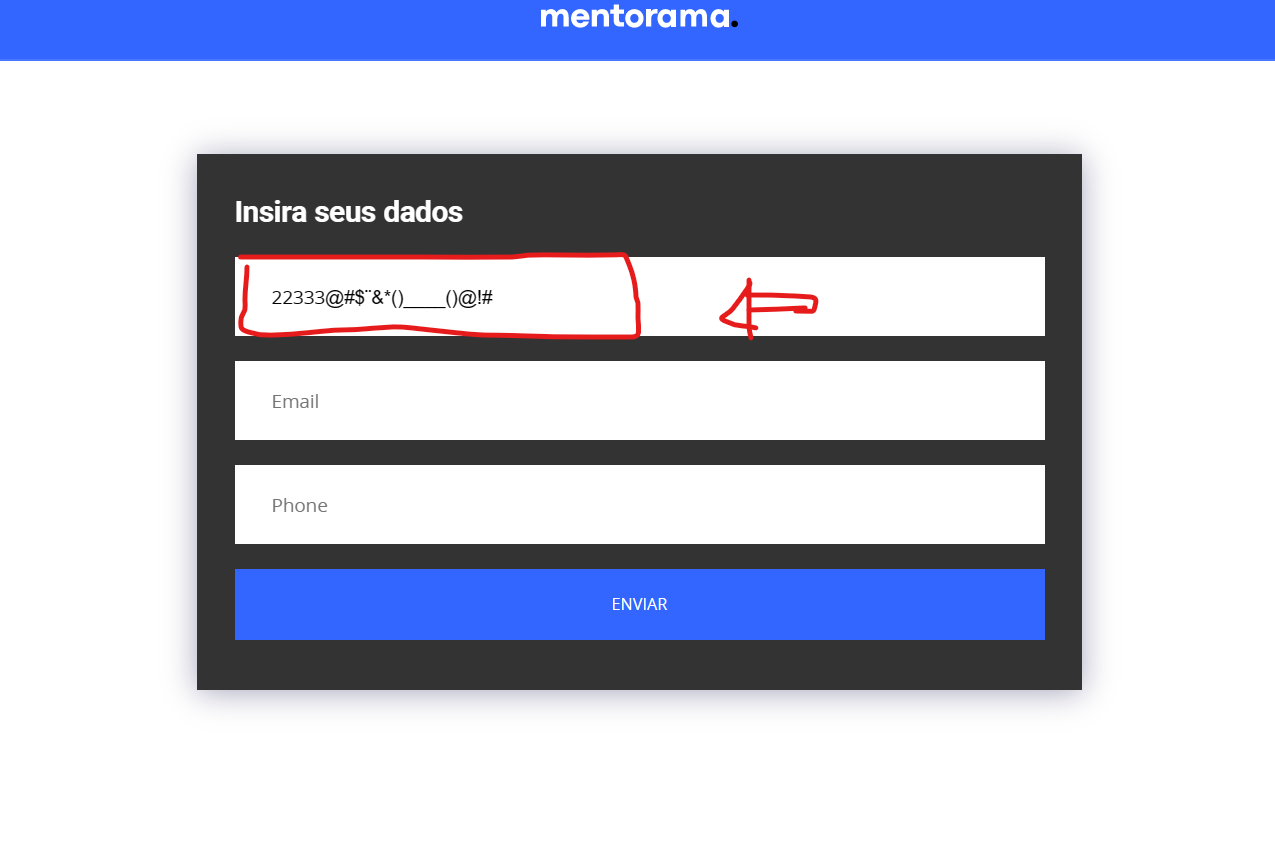 mentorama.
Insira seus dados
22333@#$¨&*()____()@!#
Email
Phone
ENVIAR